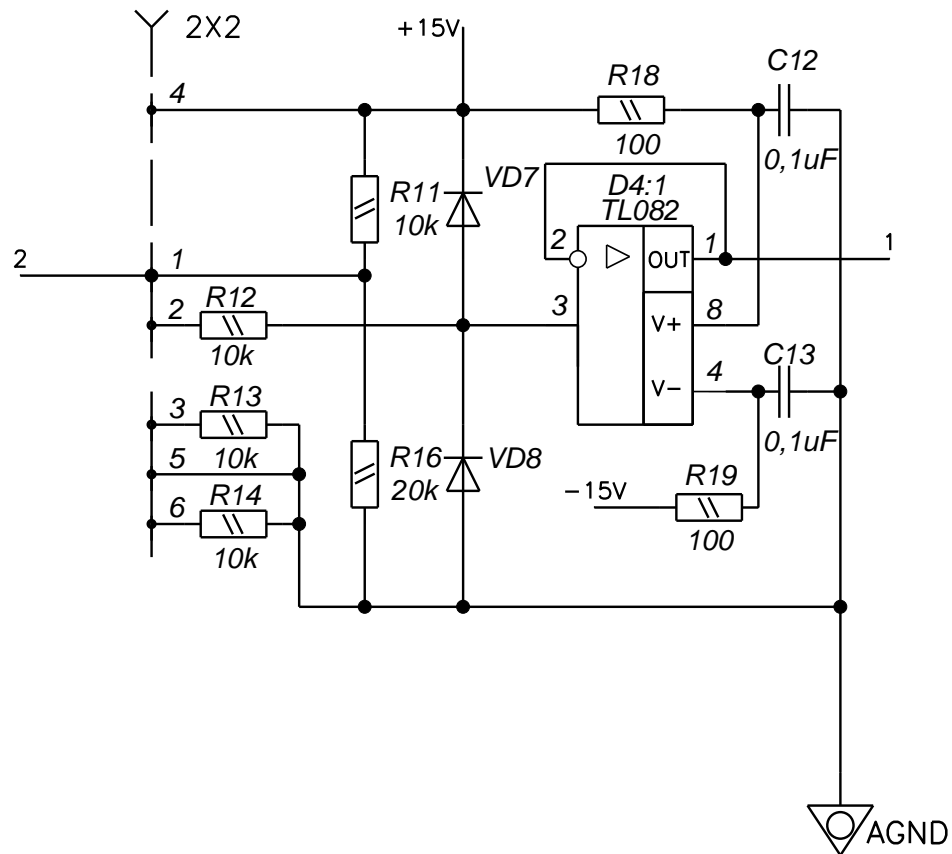 2X2
+15V
C12
R18
4
100
0,1uF
VD7
D4:1
TL082
R11
10k
2
1
2
OUT
1
1
2
R12
3
V+
8
10k
C13
4
V-
3
R13
10k
0,1uF
5
R16
VD8
20k
R19
R14
6
-15V
10k
100
AGND